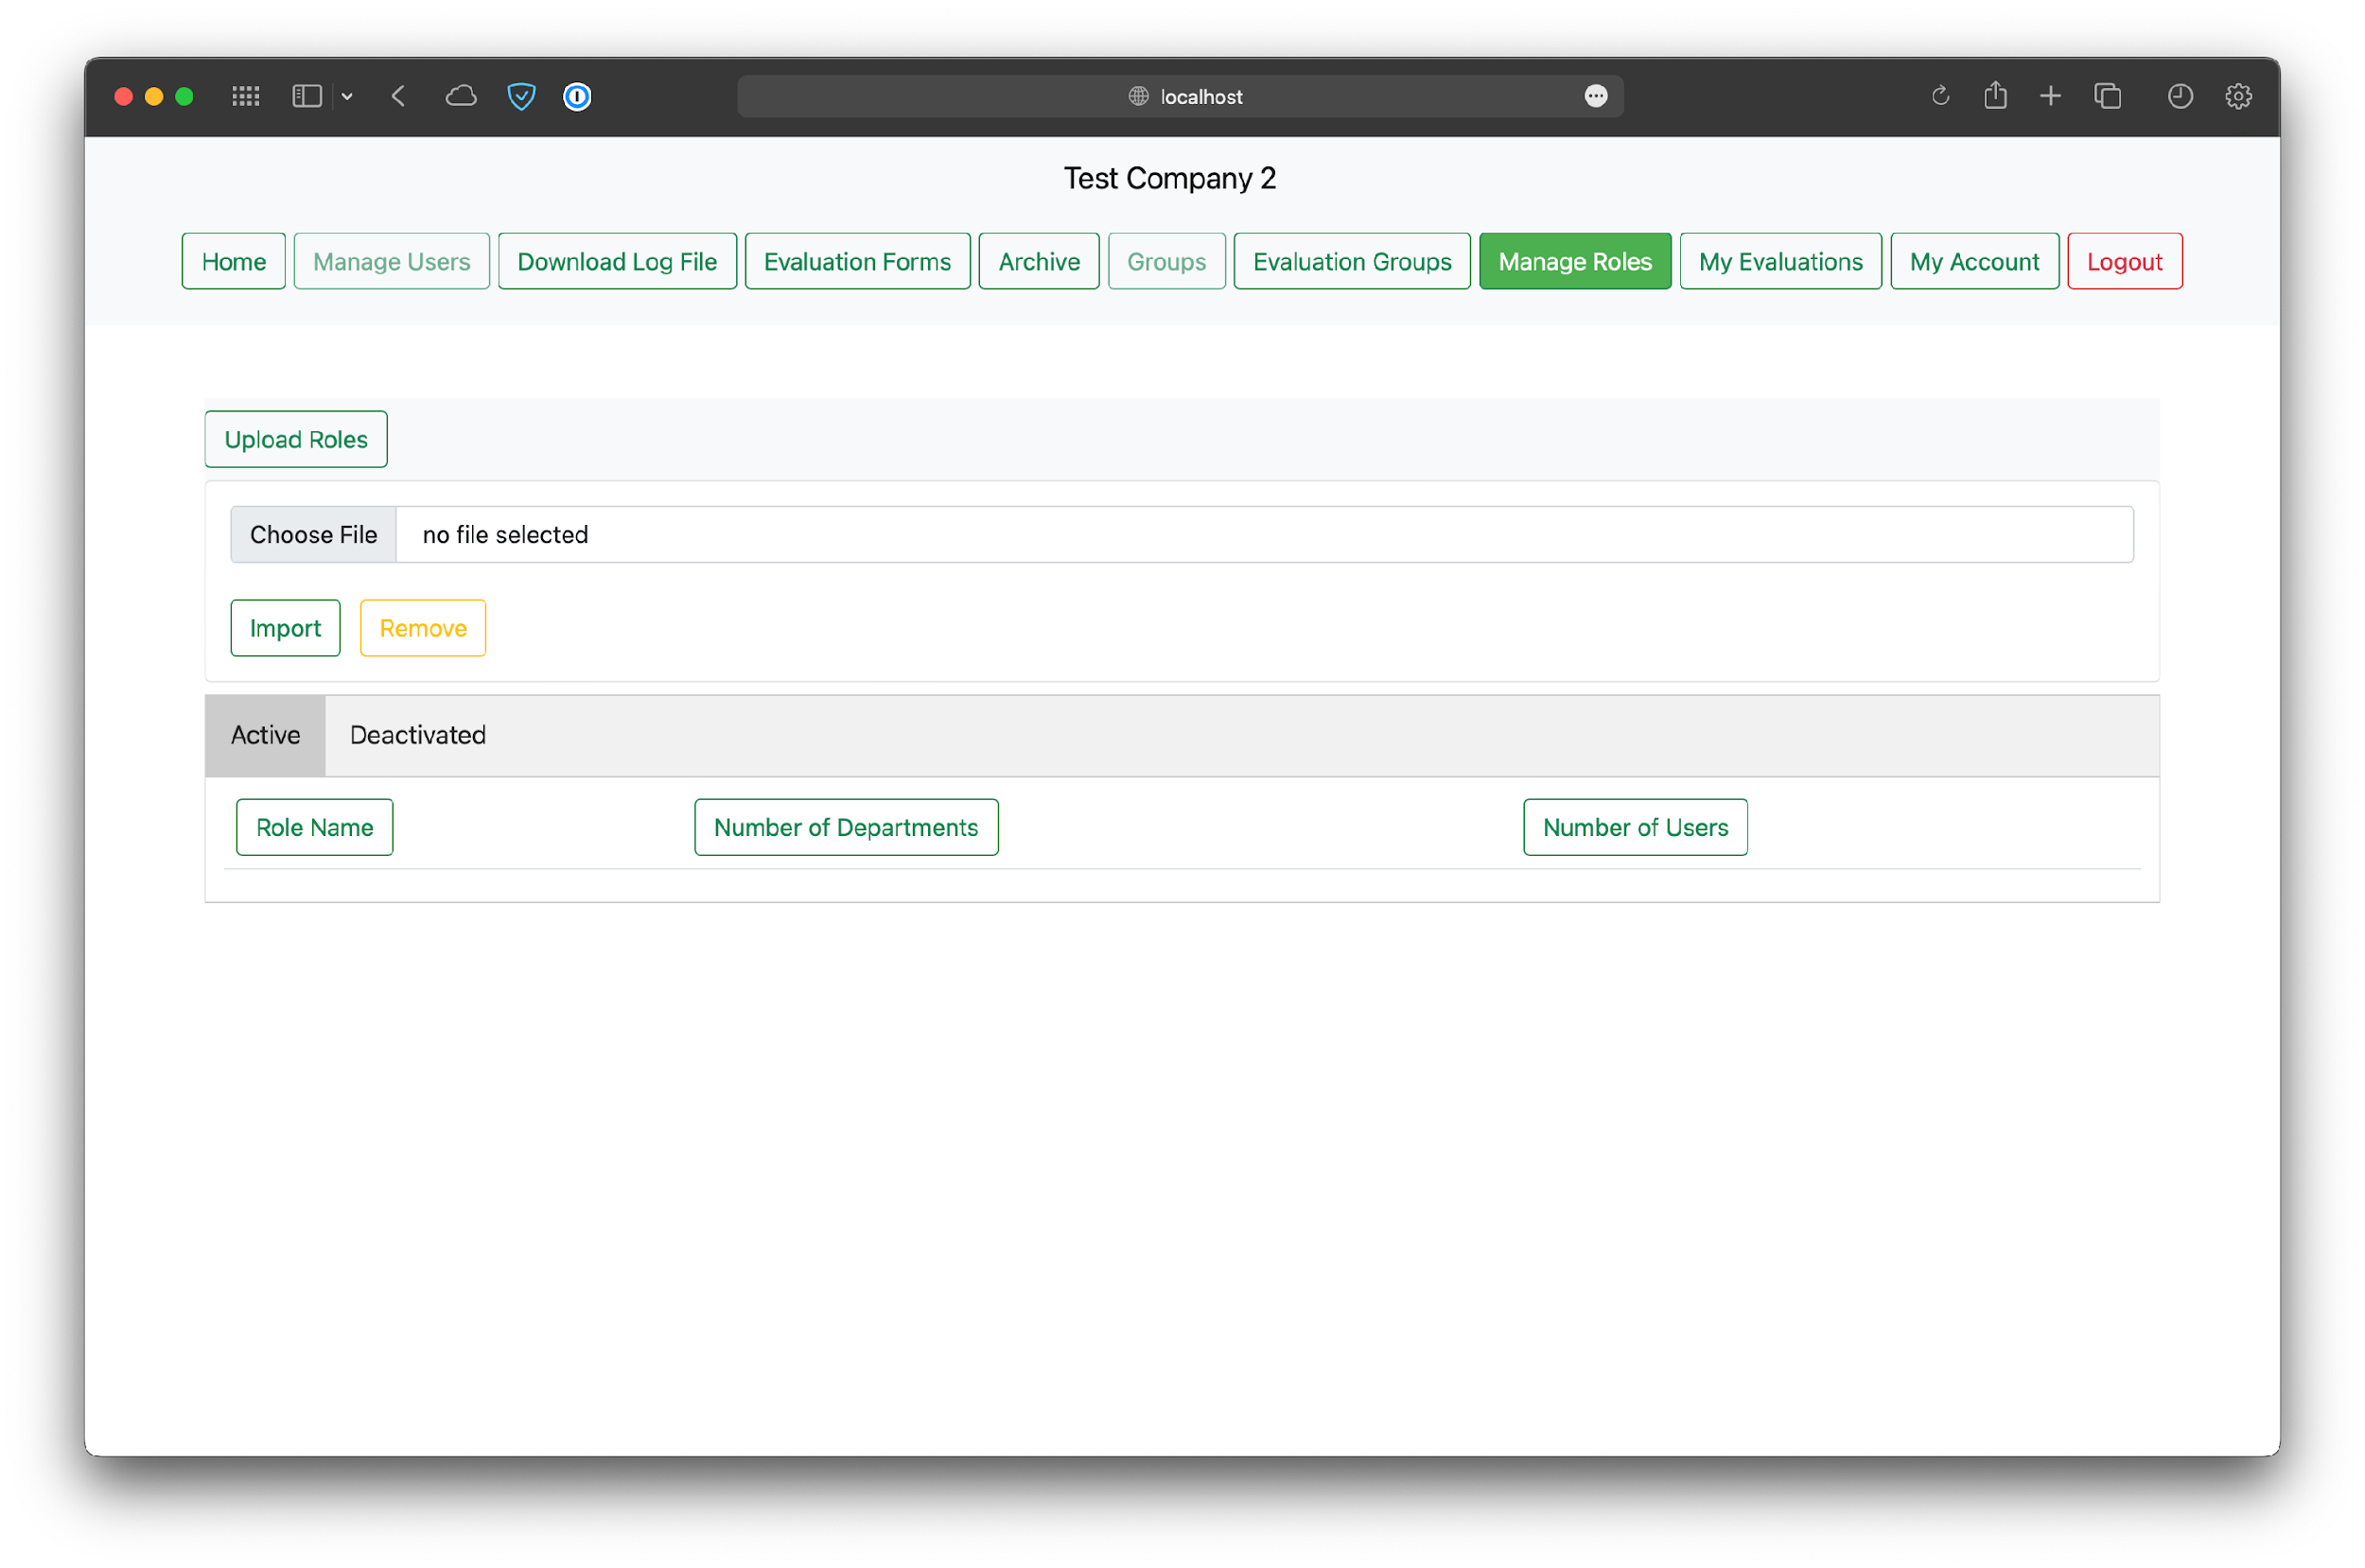 localhost
Test Company 2
Home Manage Users Download Log File Evaluation Forms Archive Groups Evaluation Groups Manage Roles My Evaluations My Account Logout
Upload Roles
Choose File no file selected
Import Remove
Active Deactivated
Role Name Number of Departments Number of Users